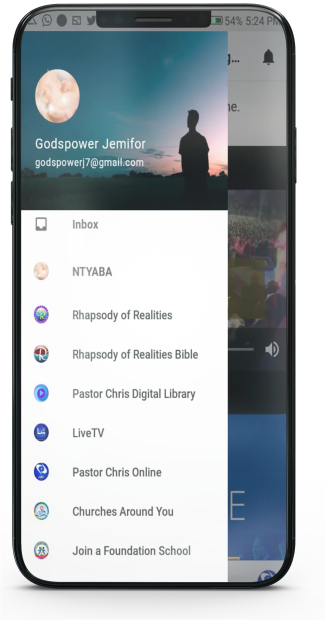 54% 5:24 PM
g...
ne.
Godspower Jemifor
godspowerj7@gmail.com
Inbox
NTYABA
Rhapsody of Realities
Rhapsody of Realities Bible
Pastor Chris Digital Library
LiveTV
Pastor Chris Online
Churches Around You
Join a Foundation School
E